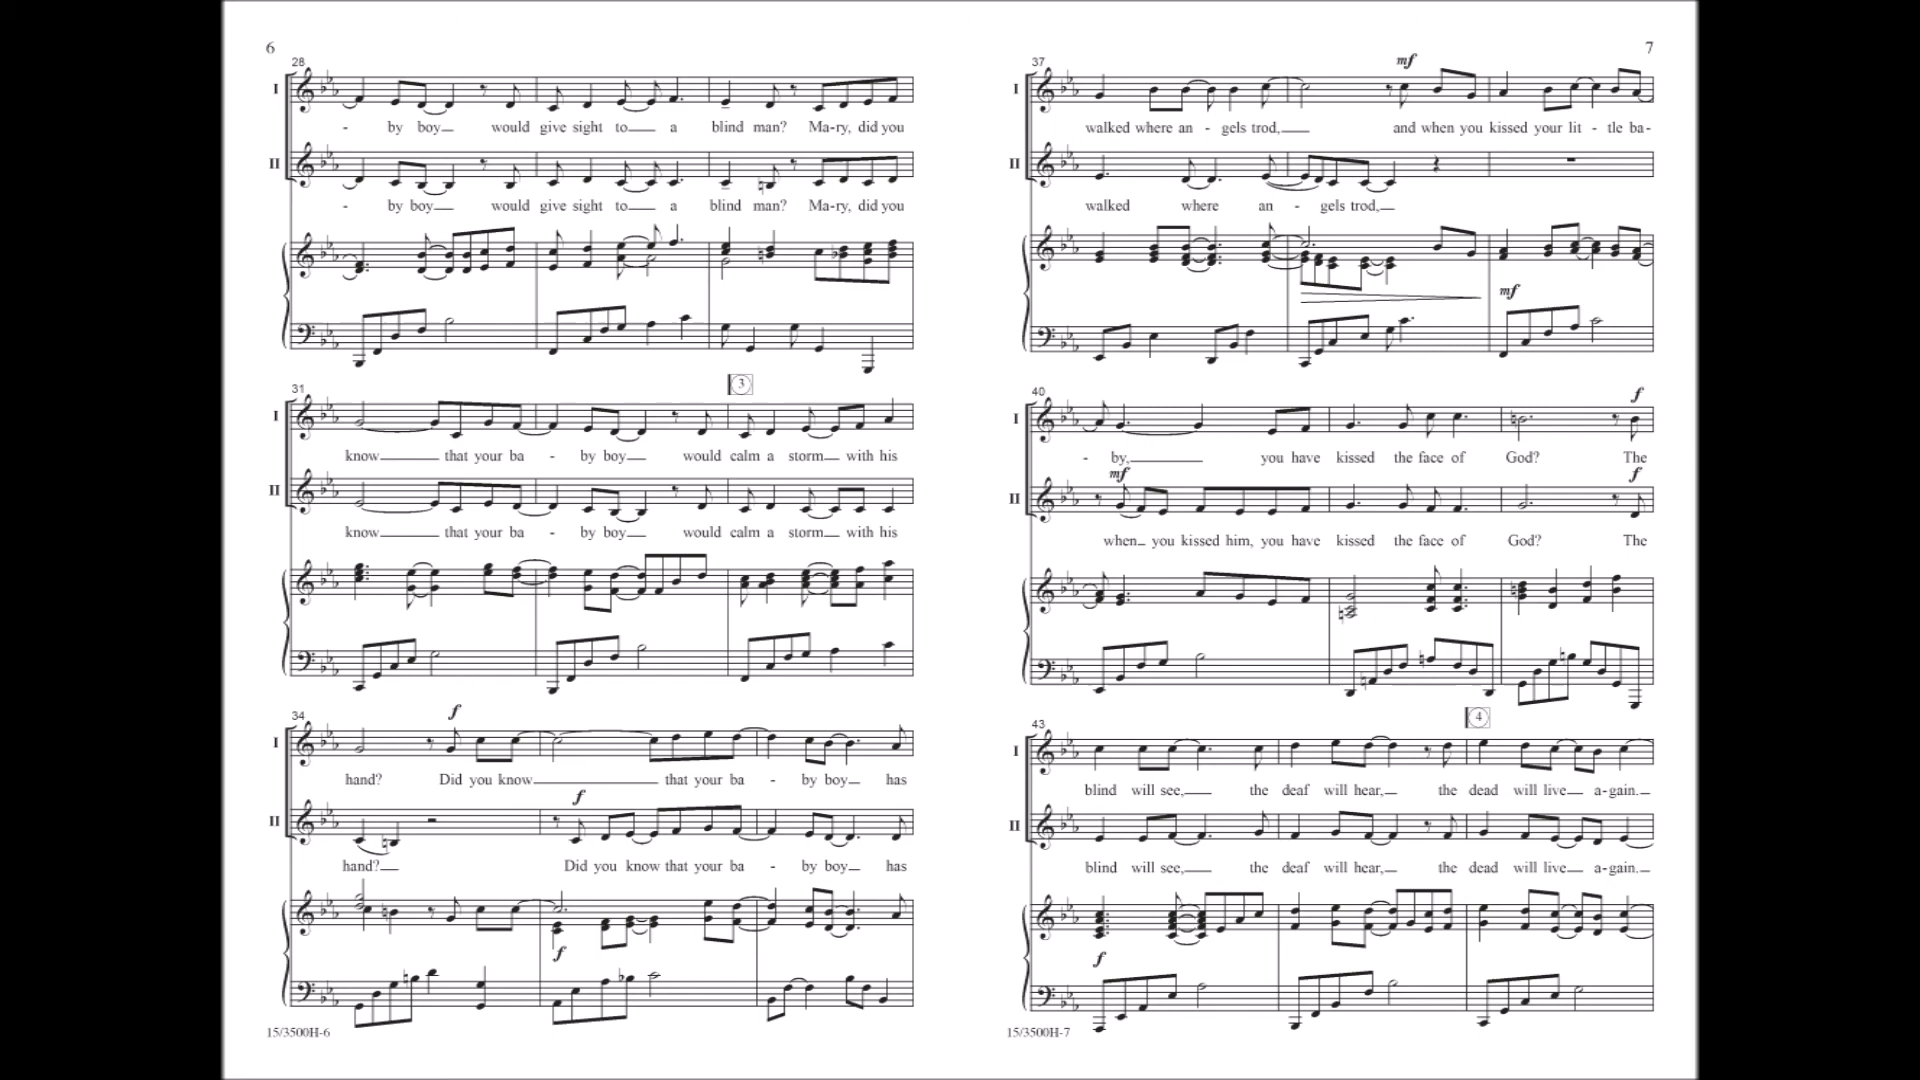 6
28
I
- by boy would give sight to a blind man? Ma-ry, did you
II
- by boy would give sight to a blind man? Ma-ry, did you
31
3
I
know that your ba - by boy would calm a storm with his
II
know that your ba - by boy would calm a storm with his
34
f
I
hand? Did you know that your ba - by boy has
f
II
hand? Did you know that your ba - by boy has
f
15/3500H-6
7
37
mf
I
walked where an - gels trod, and when you kissed your lit - tle ba-
II
walked where an - gels trod,
mf
40
f
I
- by, you have kissed the face of God? The
mf f
II
when you kissed him, you have kissed the face of God? The
43
4
I
blind will see, the deaf will hear, the dead will live a-gain.
II
blind will see, the deaf will hear, the dead will live a-gain.
f
15/3500H-7